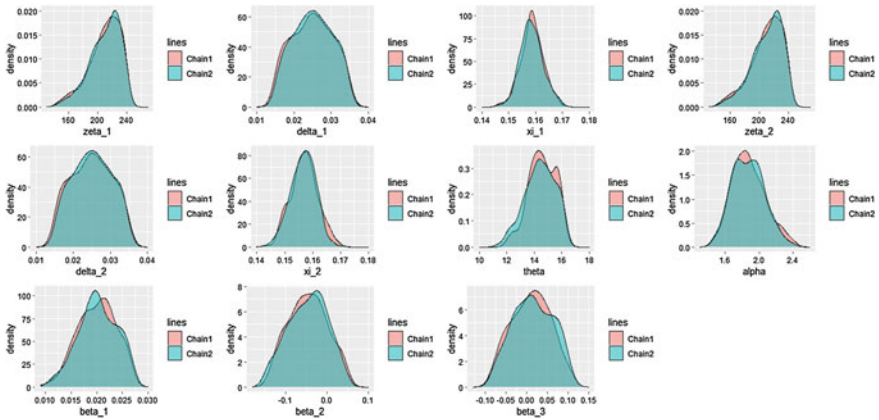 density
0.020
0.015
0.010
0.005
0.000
160
200
240
zeta_1
lines
Chain1
Chain2
density
60
40
20
0
0.01
0.02
0.03
0.04
delta_1
lines
Chain1
Chain2
density
100
75
50
25
0
0.14
0.15
0.16
0.17
0.18
xi_1
lines
Chain1
Chain2
density
0.020
0.015
0.010
0.005
0.000
160
200
240
zeta_2
lines
Chain1
Chain2
density
60
40
20
0
0.01
0.02
0.03
0.04
delta_2
lines
Chain1
Chain2
density
80
60
40
20
0
0.14
0.15
0.16
0.17
0.18
xi_2
lines
Chain1
Chain2
density
0.3
0.2
0.1
0.0
10
12
14
16
18
theta
lines
Chain1
Chain2
density
2.0
1.5
1.0
0.5
0.0
1.6
2.0
2.4
alpha
lines
Chain1
Chain2
density
100
75
50
25
0
0.010
0.015
0.020
0.025
0.030
beta_1
lines
Chain1
Chain2
density
8
6
4
2
0
-0.1
0.0
0.1
beta_2
lines
Chain1
Chain2
density
8
6
4
2
0
-0.10
-0.05
0.00
0.05
0.10
0.15
beta_3
lines
Chain1
Chain2